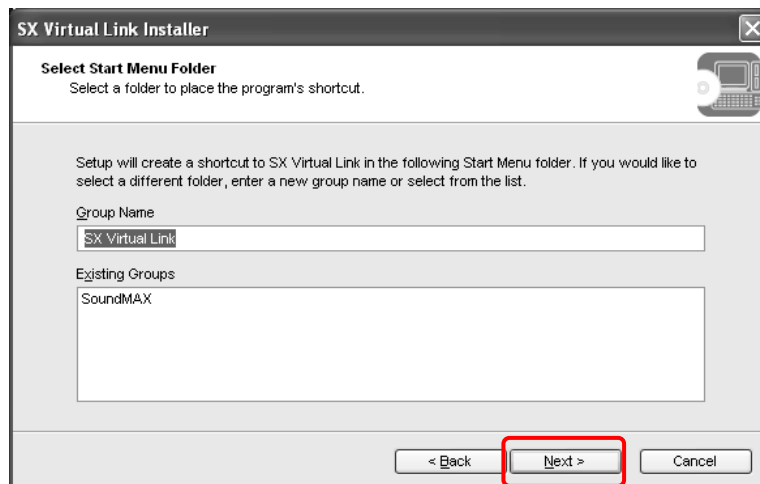 SX Virtual Link Installer
Select Start Menu Folder
Select a folder to place the program's shortcut.
Setup will create a shortcut to SX Virtual Link in the following Start Menu folder. If you would like to
select a different folder, enter a new group name or select from the list.
Group Name
SX Virtual Link
Existing Groups
SoundMAX
< Back
Next >
Cancel